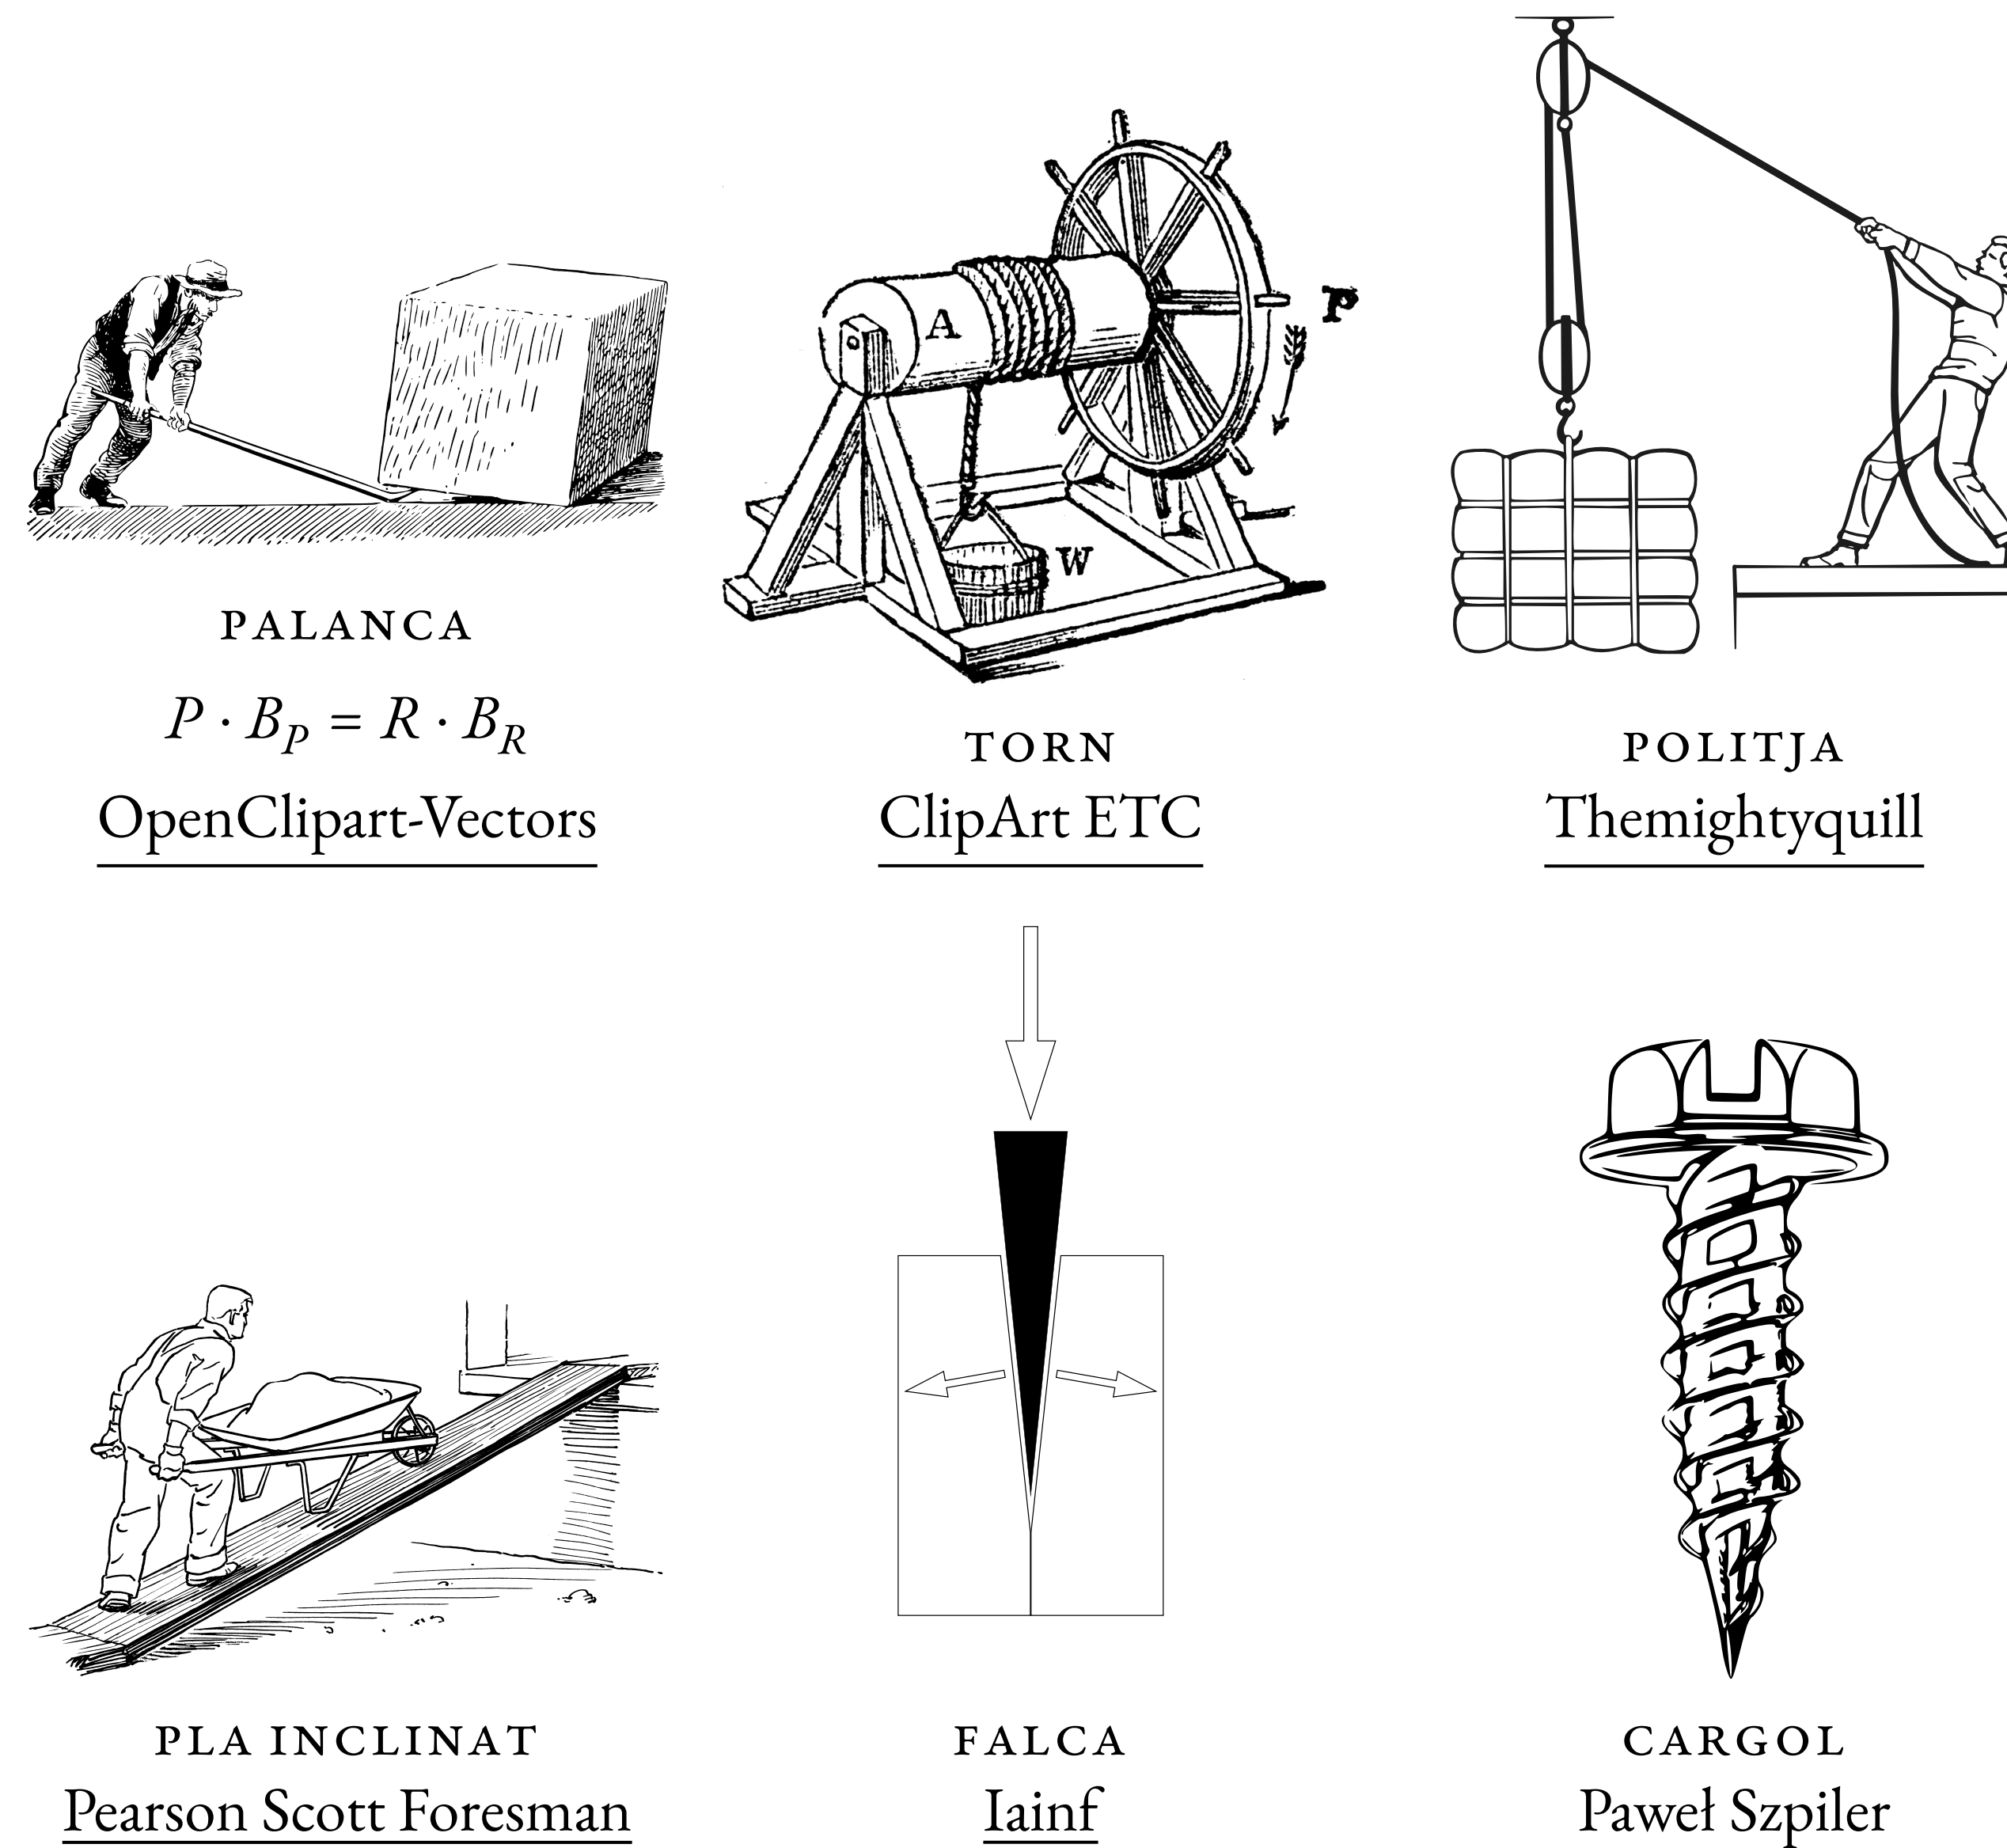 A
P
W
PALANCA
P · B_P = R · B_R
OpenClipart-Vectors
TORN
ClipArt ETC
POLITJA
Themightyquill
PLA INCLINAT
Pearson Scott Foresman
FALCA
Iainf
CARGOL
Paweł Szpiler